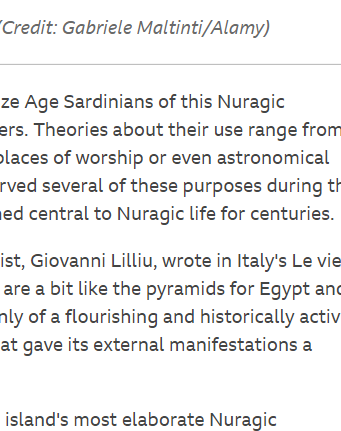 (Credit: Gabriele Maltinti/Alamy)
ze Age Sardinians of this Nuragic
ers. Theories about their use range from
places of worship or even astronomical
rved several of these purposes during th
ned central to Nuragic life for centuries.
ist, Giovanni Lilliu, wrote in Italy's Le vie
are a bit like the pyramids for Egypt and
nly of a flourishing and historically activ
at gave its external manifestations a
island's most elaborate Nuragic